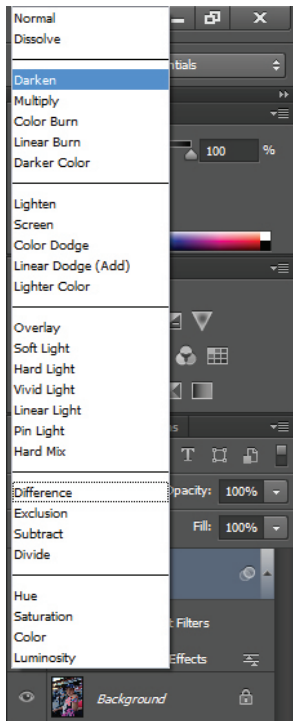 Normal
Dissolve
ntials
Darken
Multiply
Color Burn
Linear Burn
100 %
Darker Color
Lighten
Screen
Color Dodge
Linear Dodge (Add)
Lighter Color
Overlay
Soft Light
Hard Light
Vivid Light
Linear Light
Pin Light
Hard Mix
T
Difference
Opacity: 100%
Exclusion
Subtract
Fill: 100%
Divide
Hue
Saturation
t Filters
Color
Luminosity
Effects
Background